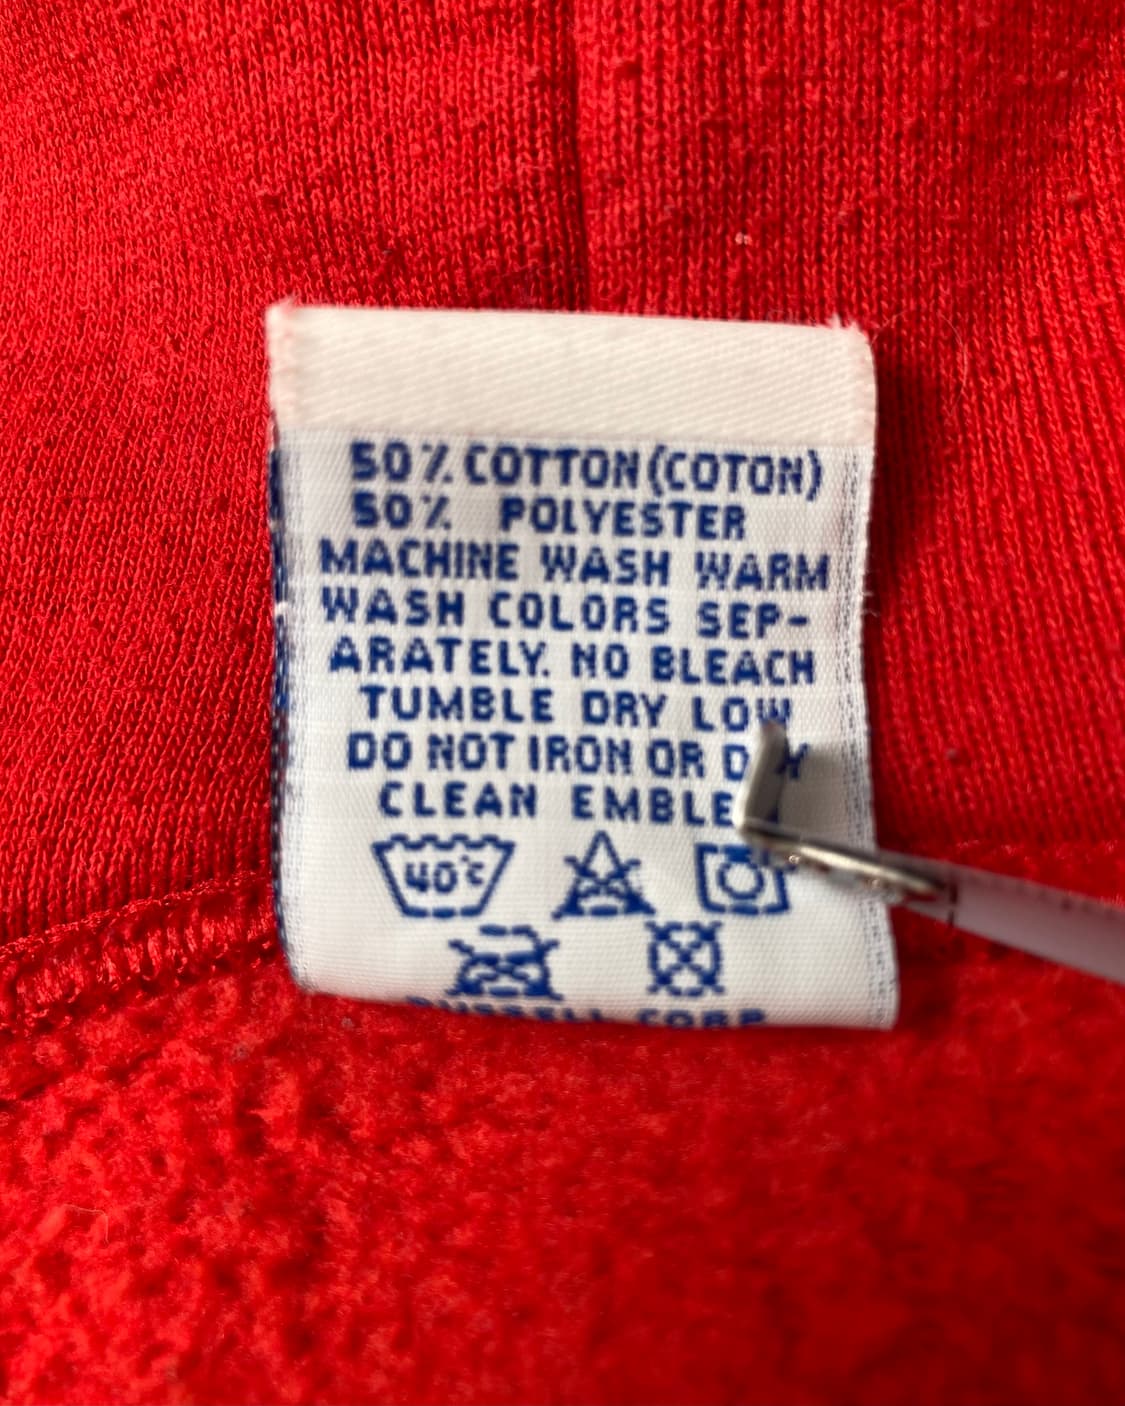 50% COTTON (COTON)
50% POLYESTER
MACHINE WASH WARM
WASH COLORS SEP-
ARATELY. NO BLEACH
TUMBLE DRY LOW
DO NOT IRON OR
CLEAN
40°C
CORP